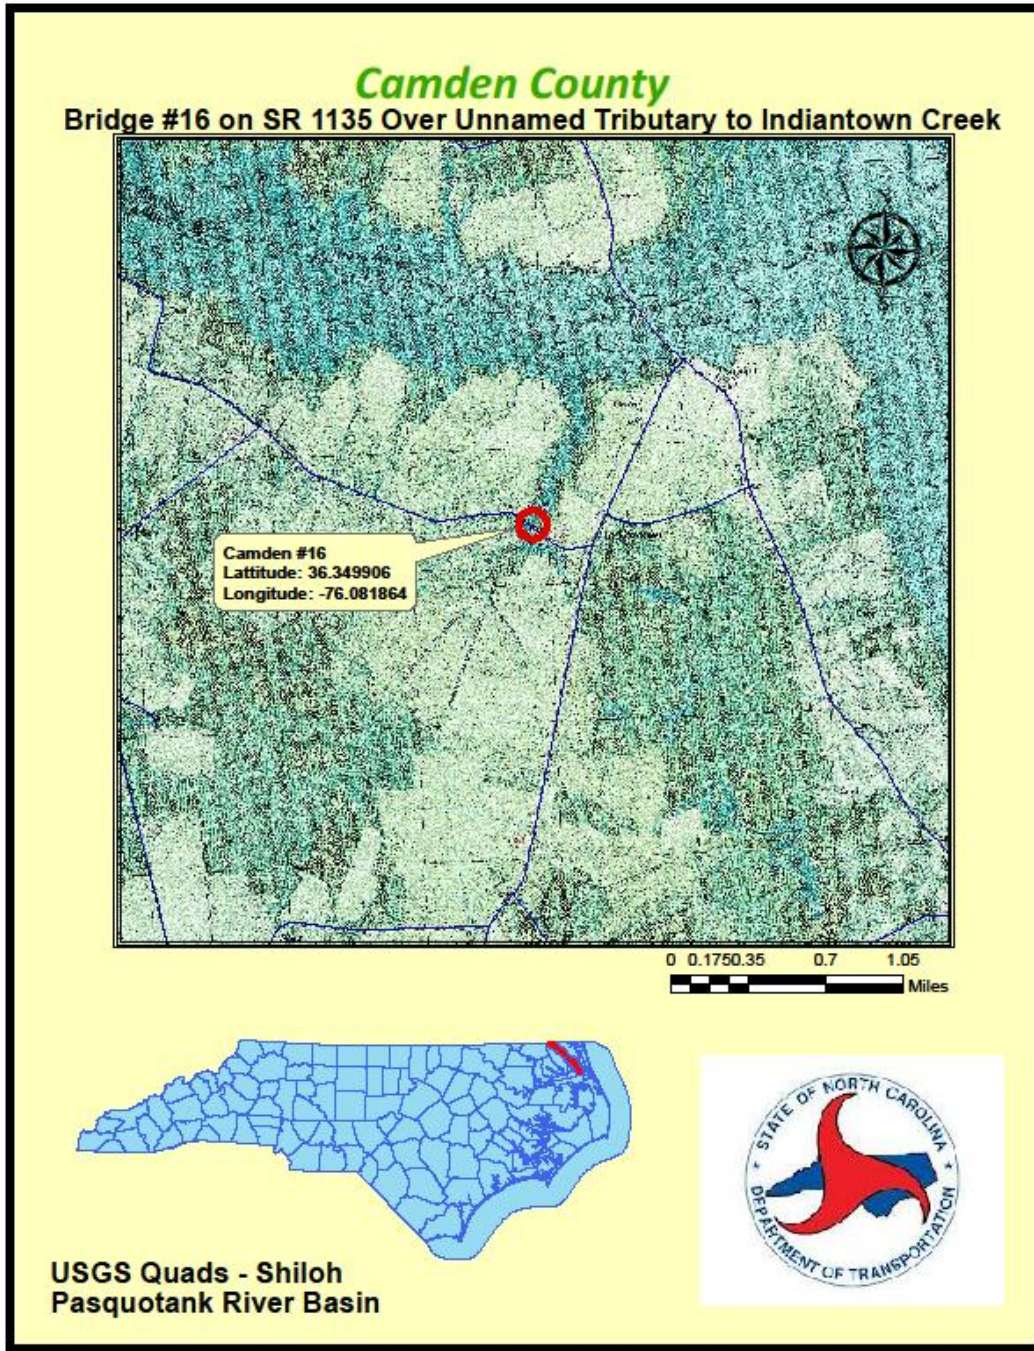 Camden County
Bridge #16 on SR 1135 Over Unnamed Tributary to Indiantown Creek
Camden #16
Lattitude: 36.349906
Longitude: -76.081864
0 0.1750.35 0.7 1.05
Miles
STATE OF NORTH CAROLINA
DEPARTMENT OF TRANSPORTATION
USGS Quads - Shiloh
Pasquotank River Basin